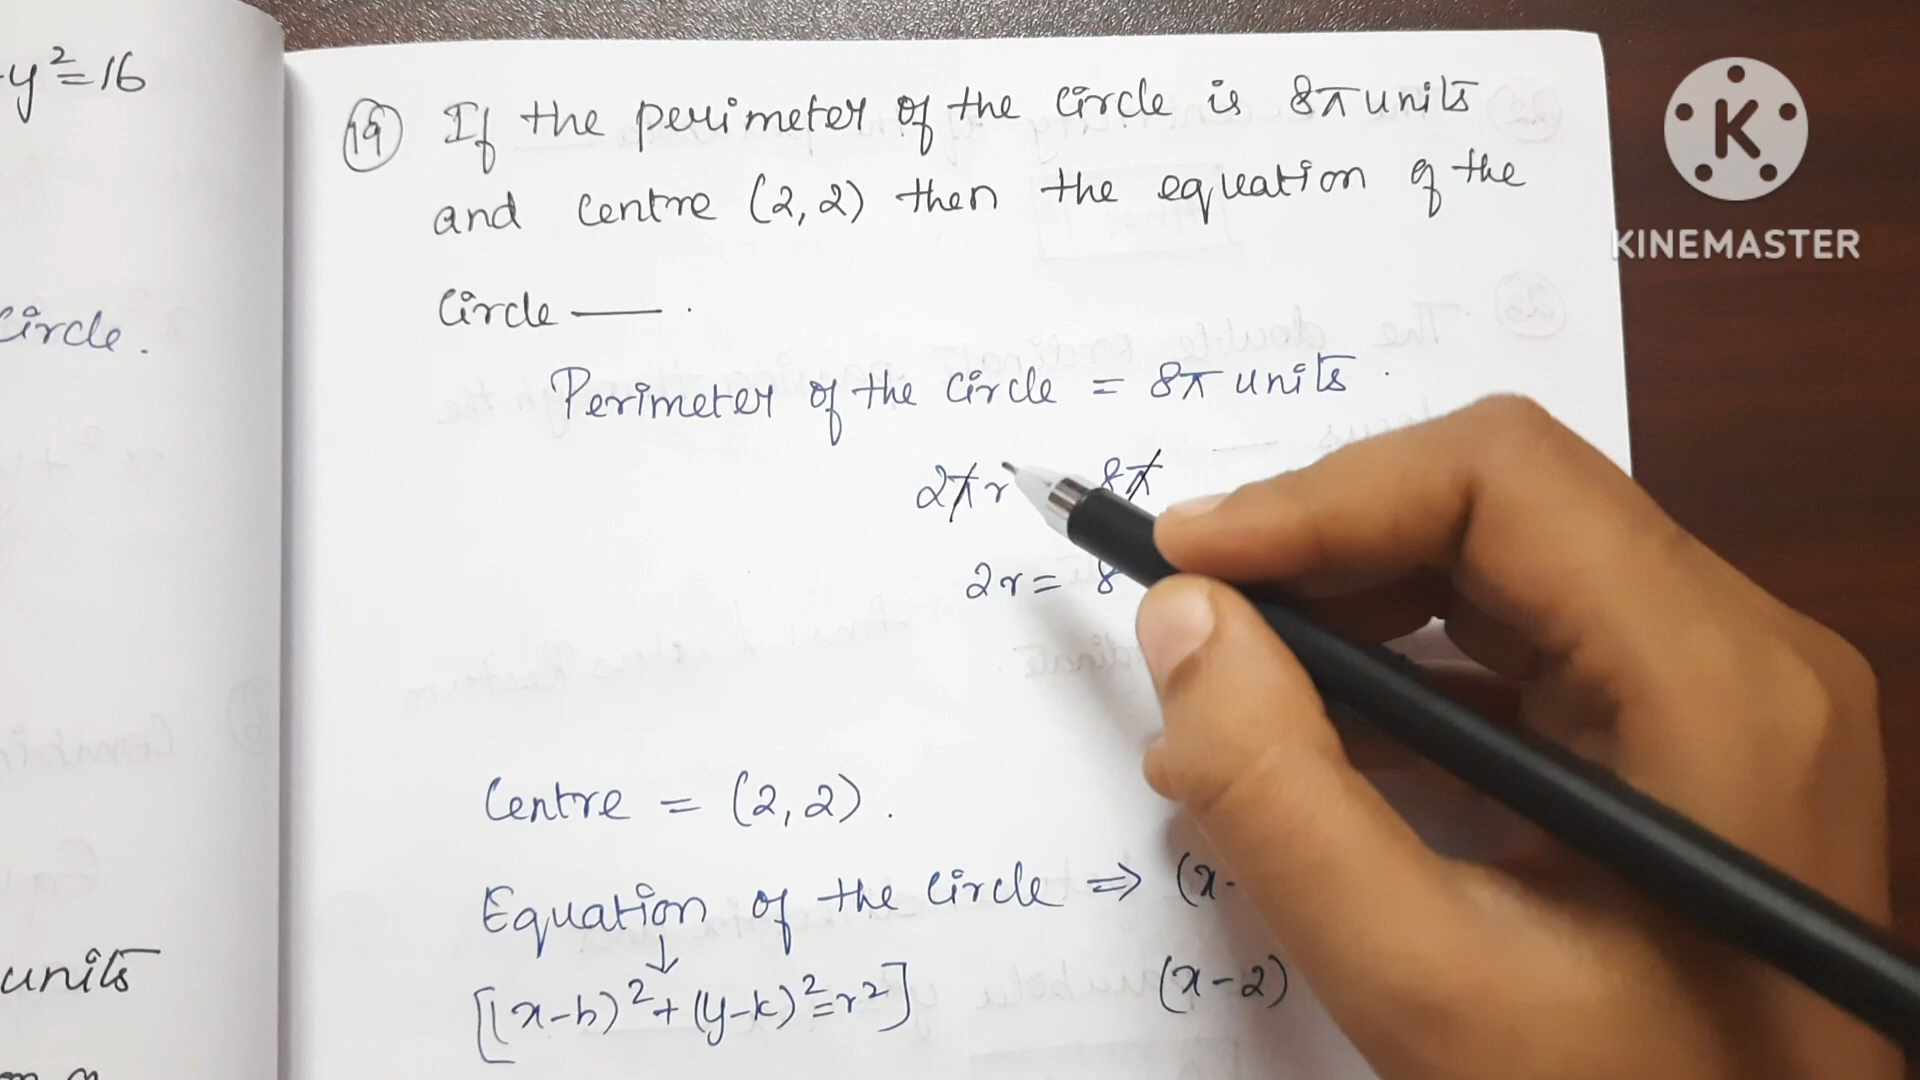 -y²=16
circle.
units
19 If the perimeter of the circle is 8π units
and centre (2,2) then the equation of the
circle — .
Perimeter of the circle = 8π units .
2πr 8π
2r = 8
Centre = (2,2) .
Equation of the circle ⇒ (x-
↓
[(x-h)²+(y-k)²=r²]
(x-2)
K
KINEMASTER